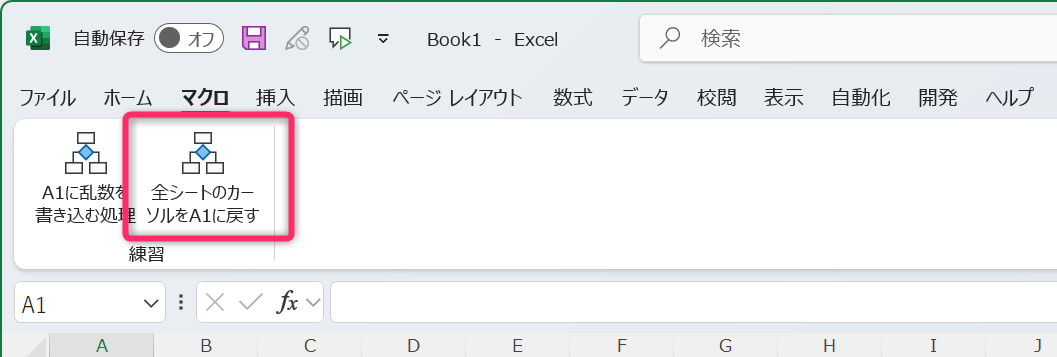 自動保存 オフ Book1 - Excel 検索
ファイル ホーム マクロ 挿入 描画 ページ レイアウト 数式 データ 校閲 表示 自動化 開発 ヘルプ
A1に乱数を
書き込む処理
全シートのカー
ソルをA1に戻す
練習
A1 fx
A B C D E F G H I J